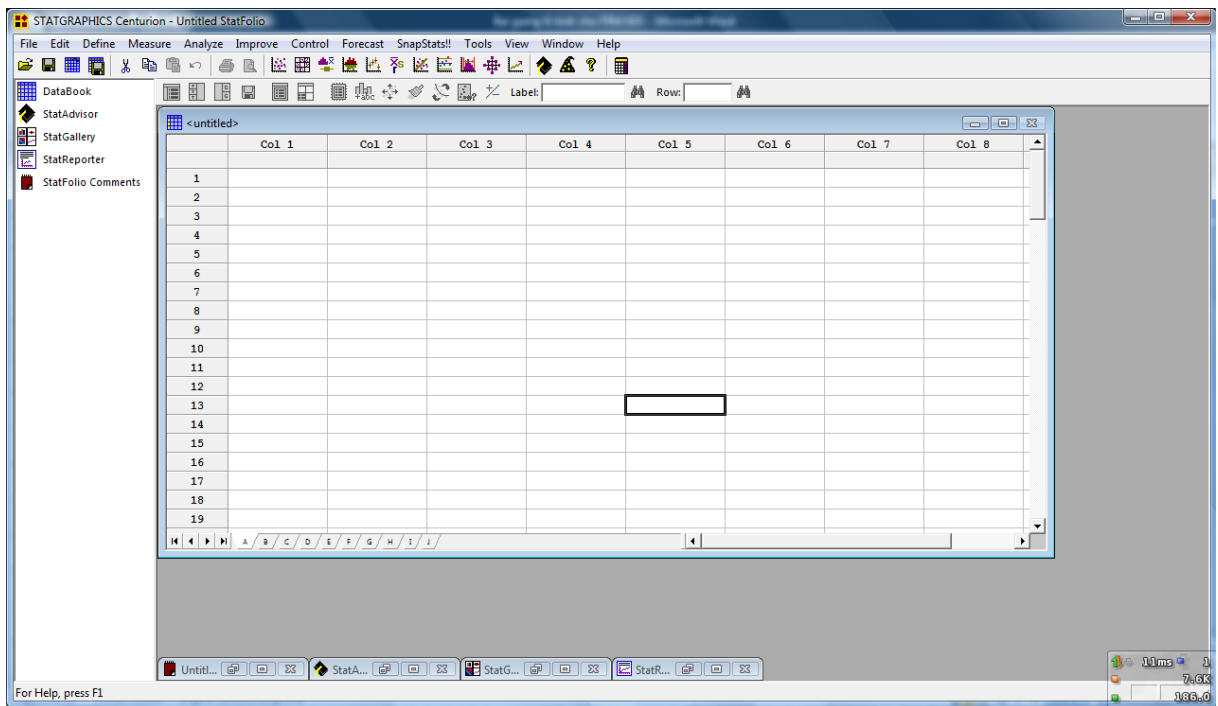 STATGRAPHICS Centurion - Untitled StatFolio
File Edit Define Measure Analyze Improve Control Forecast SnapStats!! Tools View Window Help
DataBook
StatAdvisor
StatGallery
StatReporter
StatFolio Comments
Label: Row:
<untitled>
Col 1 Col 2 Col 3 Col 4 Col 5 Col 6 Col 7 Col 8
1
2
3
4
5
6
7
8
9
10
11
12
13
14
15
16
17
18
19
A B C D E F G H I J
Untitl... StatA... StatG... StatR...
For Help, press F1
11ms 1
7.6K
186.0